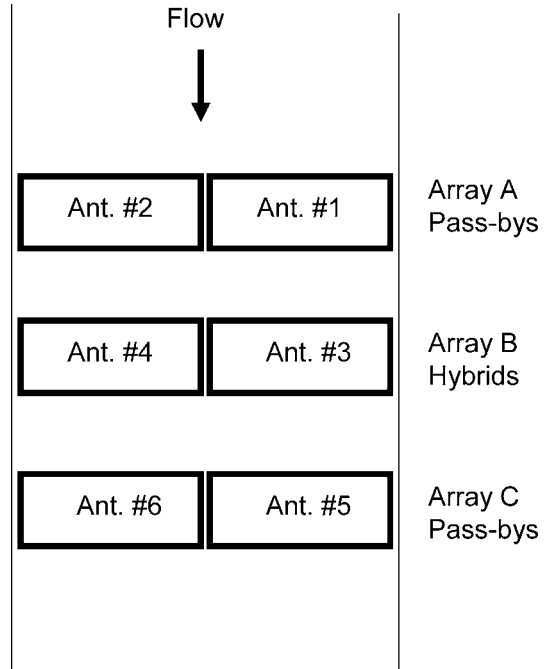 Flow
Ant. #2
Ant. #1
Array A
Pass-bys
Ant. #4
Ant. #3
Array B
Hybrids
Ant. #6
Ant. #5
Array C
Pass-bys